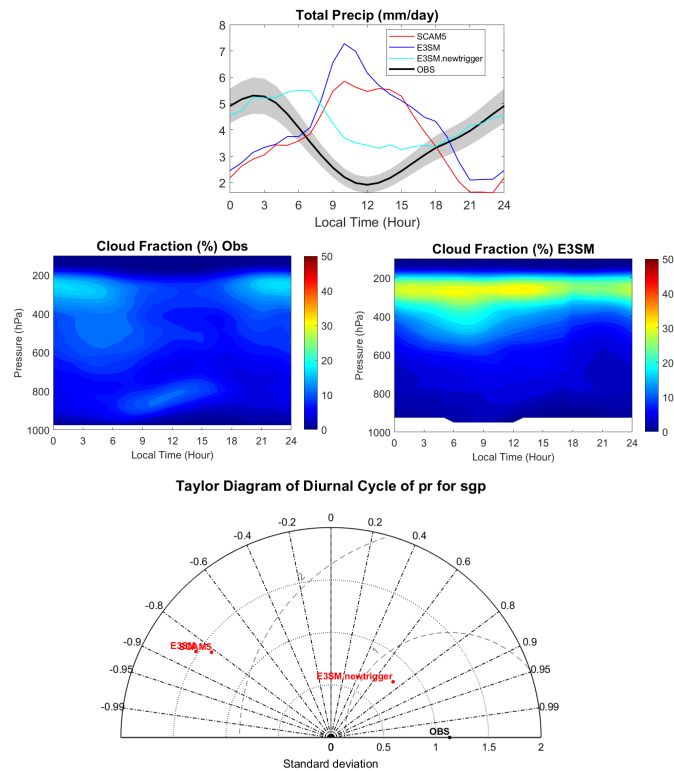 Total Precip (mm/day)
8
7
6
5
4
3
2
SCAM5
E3SM
E3SM.newtrigger
OBS
0 3 6 9 12 15 18 21 24
Local Time (Hour)
Cloud Fraction (%) Obs
Pressure (hPa)
200
400
600
800
1000
0 3 6 9 12 15 18 21 24
Local Time (Hour)
50
40
30
20
10
0
Cloud Fraction (%) E3SM
Pressure (hPa)
200
400
600
800
1000
0 3 6 9 12 15 18 21 24
Local Time (Hour)
50
40
30
20
10
0
Taylor Diagram of Diurnal Cycle of pr for sgp
-0.99 -0.95 -0.9 -0.8 -0.6 -0.4 -0.2 0 0.2 0.4 0.6 0.8 0.9 0.95 0.99
E3SM
SCAM5
E3SM.newtrigger
OBS
0 0.5 1 1.5 2
Standard deviation